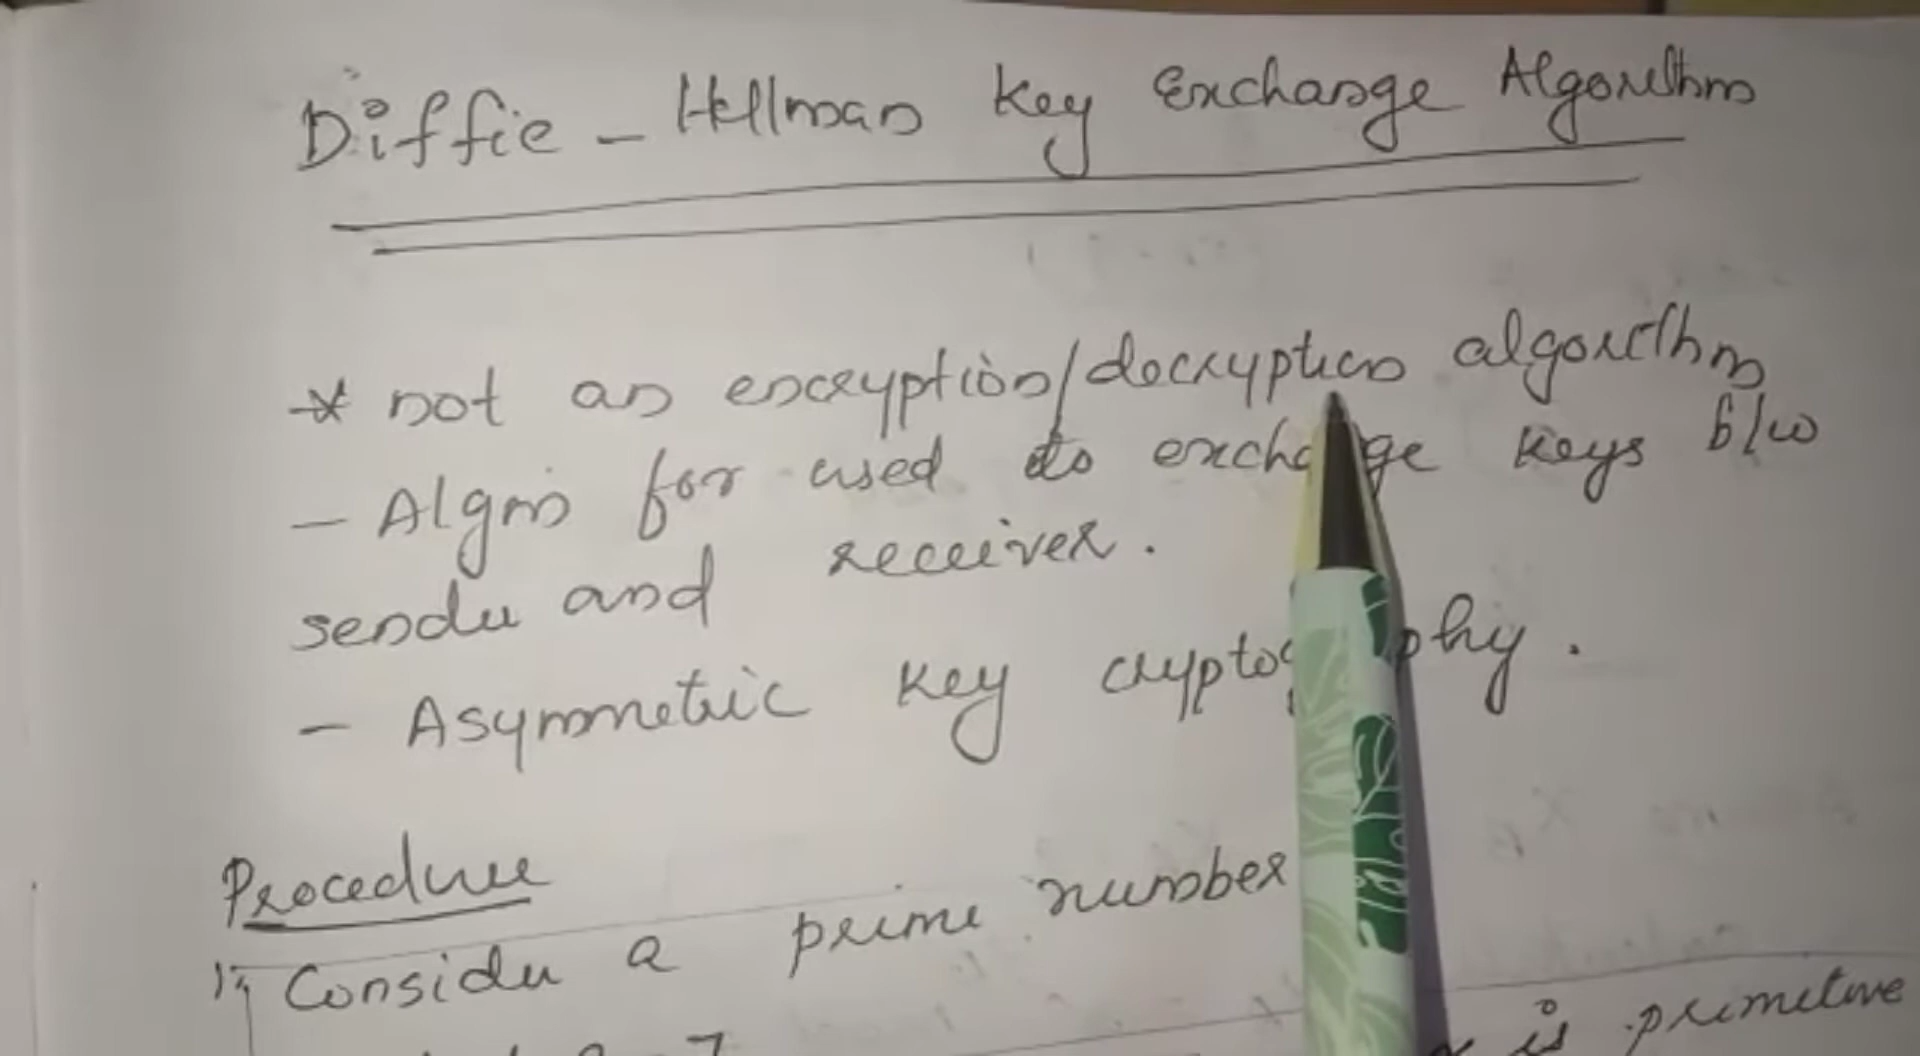 Diffie - Hellman Key Exchange Algorithm
* not an encryption/decryption algorithm
- Algm for used to exchange keys b/w
sender and receiver.
- Asymmetric key cryptography.
Procedure
1) Consider a prime number
is primitive